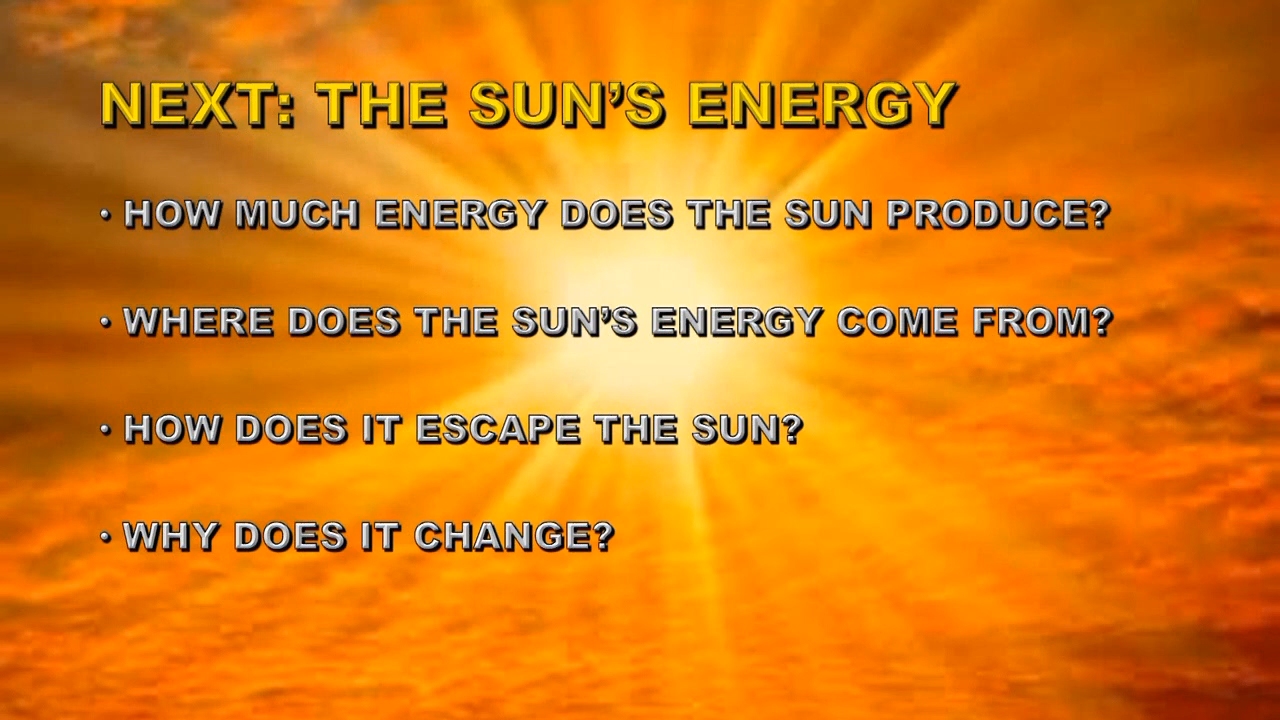 NEXT: THE SUN’S ENERGY
• HOW MUCH ENERGY DOES THE SUN PRODUCE?
• WHERE DOES THE SUN’S ENERGY COME FROM?
• HOW DOES IT ESCAPE THE SUN?
• WHY DOES IT CHANGE?